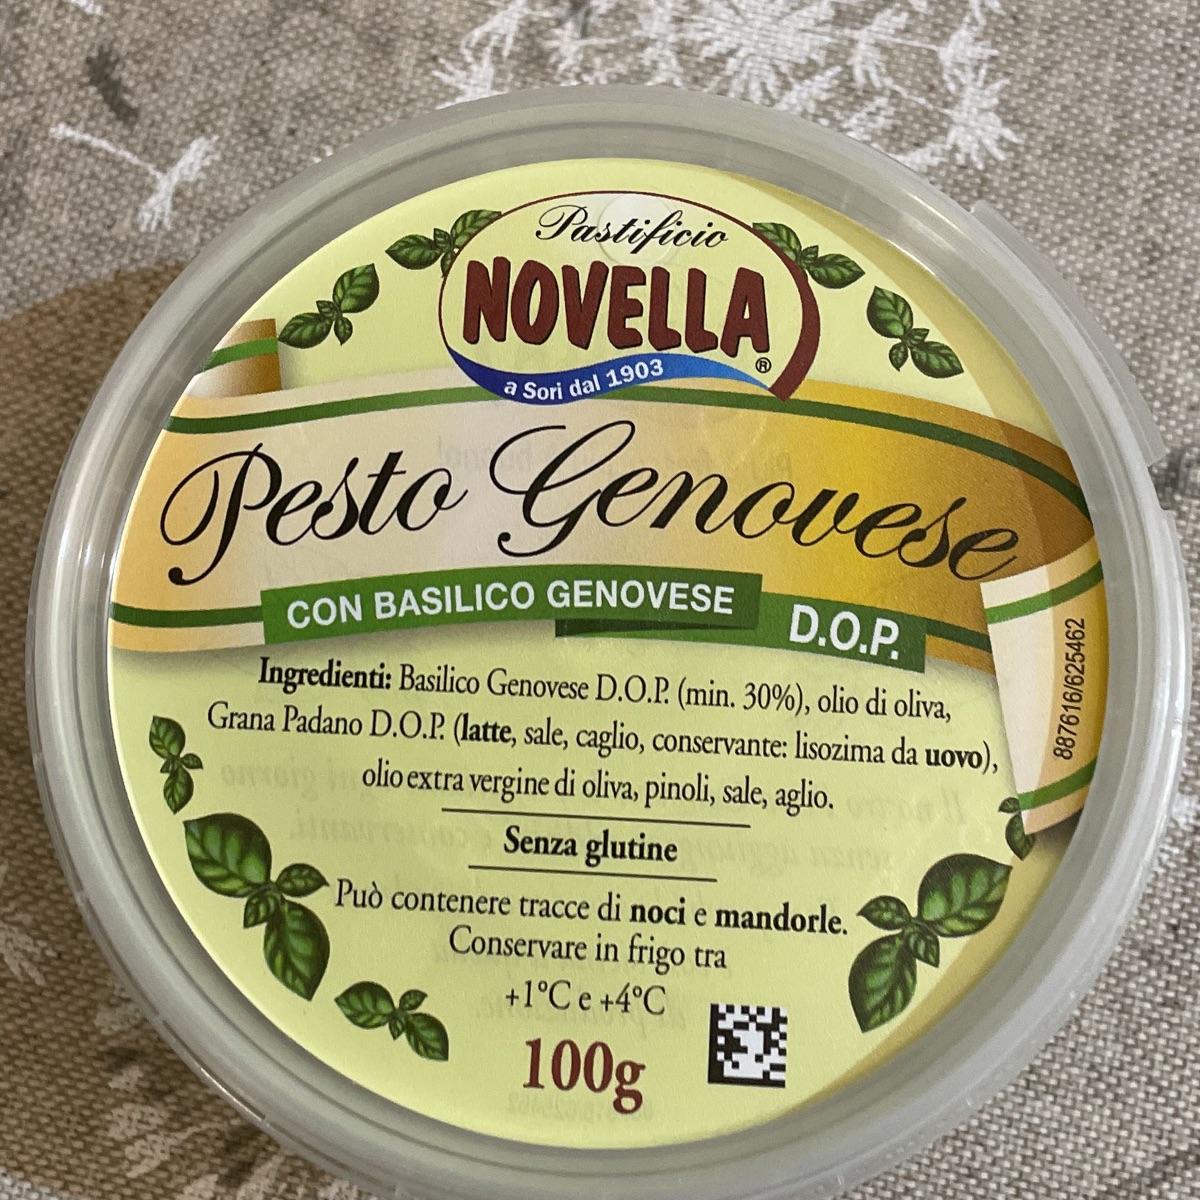 Pastificio
NOVELLA
®
a Sori dal 1903
Pesto Genovese
CON BASILICO GENOVESE D.O.P.
887616/625462
Ingredienti: Basilico Genovese D.O.P. (min. 30%), olio di oliva,
Grana Padano D.O.P. (latte, sale, caglio, conservante: lisozima da uovo),
olio extra vergine di oliva, pinoli, sale, aglio.
Senza glutine
Può contenere tracce di noci e mandorle.
Conservare in frigo tra
+1°C e +4°C
100g